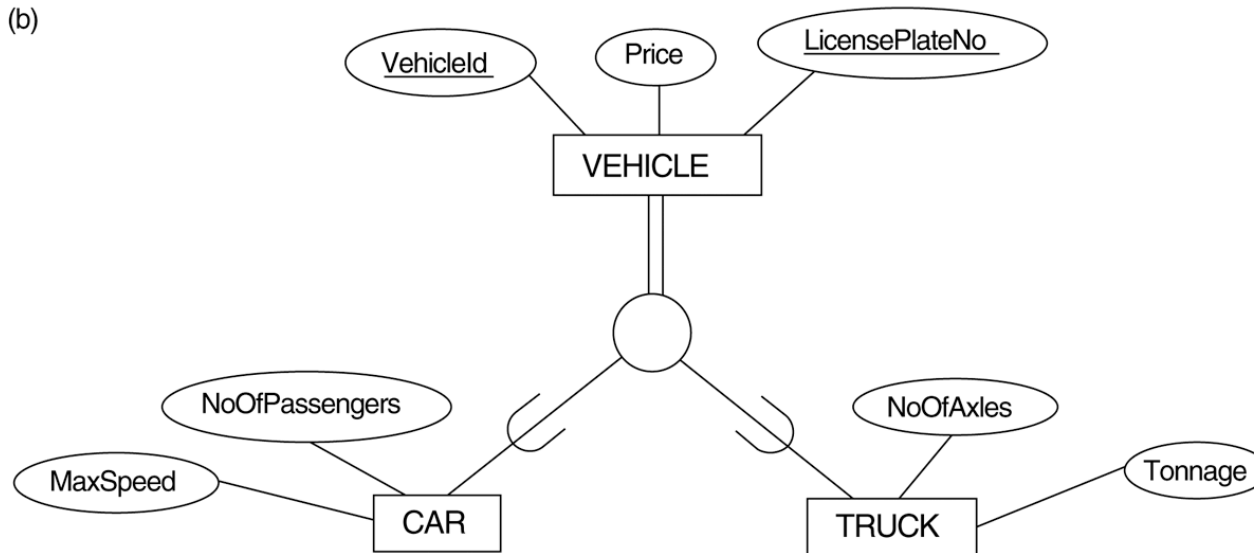 (b)
VehicleId
Price
LicensePlateNo
VEHICLE
NoOfPassengers
NoOfAxles
MaxSpeed
Tonnage
CAR
TRUCK